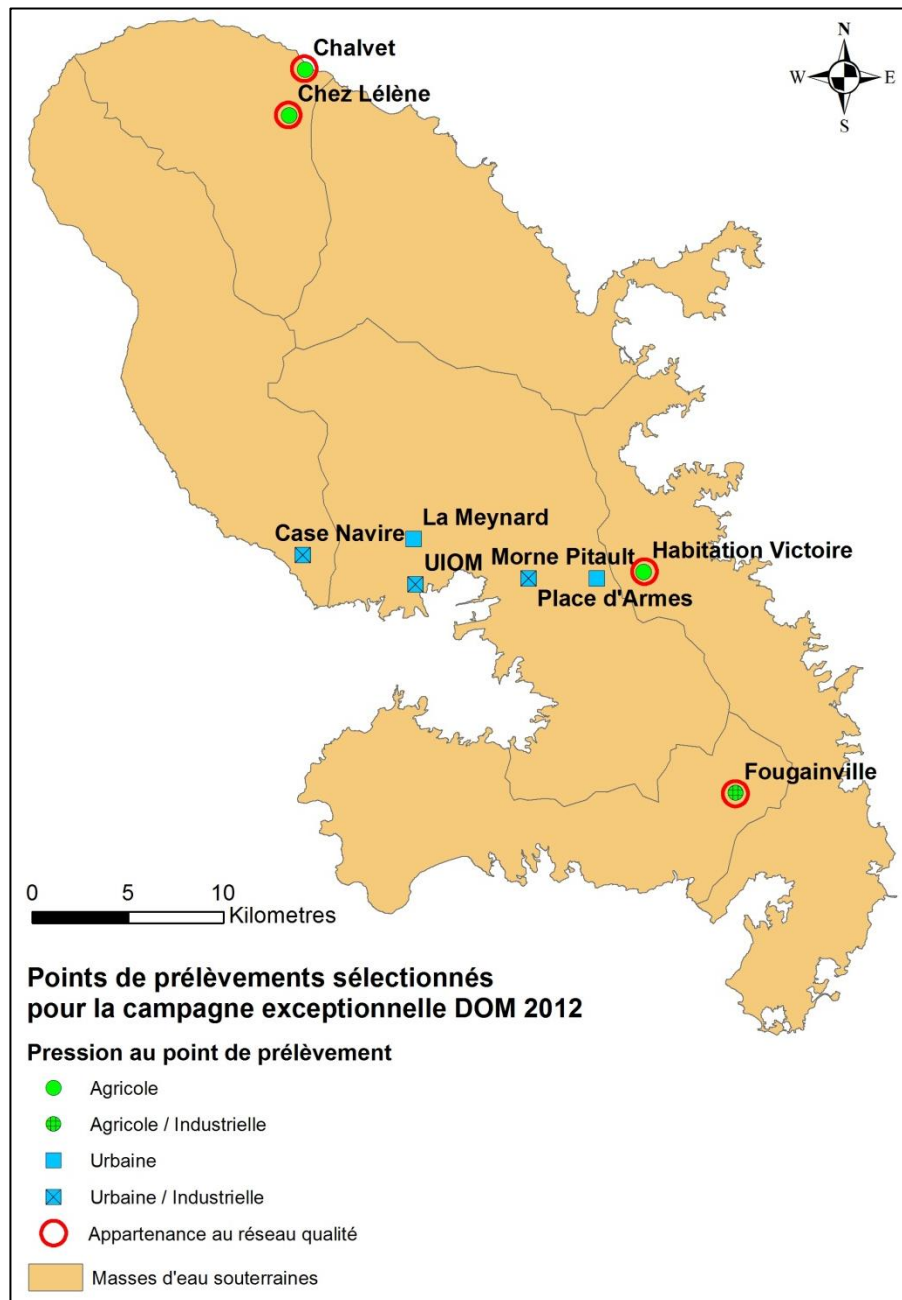 N
W E
S
Chalvet
Chez Lélène
La Meynard
Case Navire
UIOM
Morne Pitault
Habitation Victoire
Place d'Armes
Fougainville
0 5 10
Kilometres
Points de prélèvements sélectionnés
pour la campagne exceptionnelle DOM 2012
Pression au point de prélèvement
Agricole
Agricole / Industrielle
Urbaine
Urbaine / Industrielle
Appartenance au réseau qualité
Masses d'eau souterraines